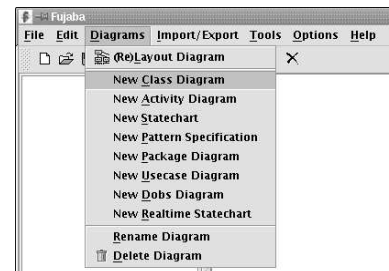 Fujaba
File Edit Diagrams Import/Export Tools Options Help
(Re)Layout Diagram
New Class Diagram
New Activity Diagram
New Statechart
New Pattern Specification
New Package Diagram
New Usecase Diagram
New Dobs Diagram
New Realtime Statechart
Rename Diagram
Delete Diagram